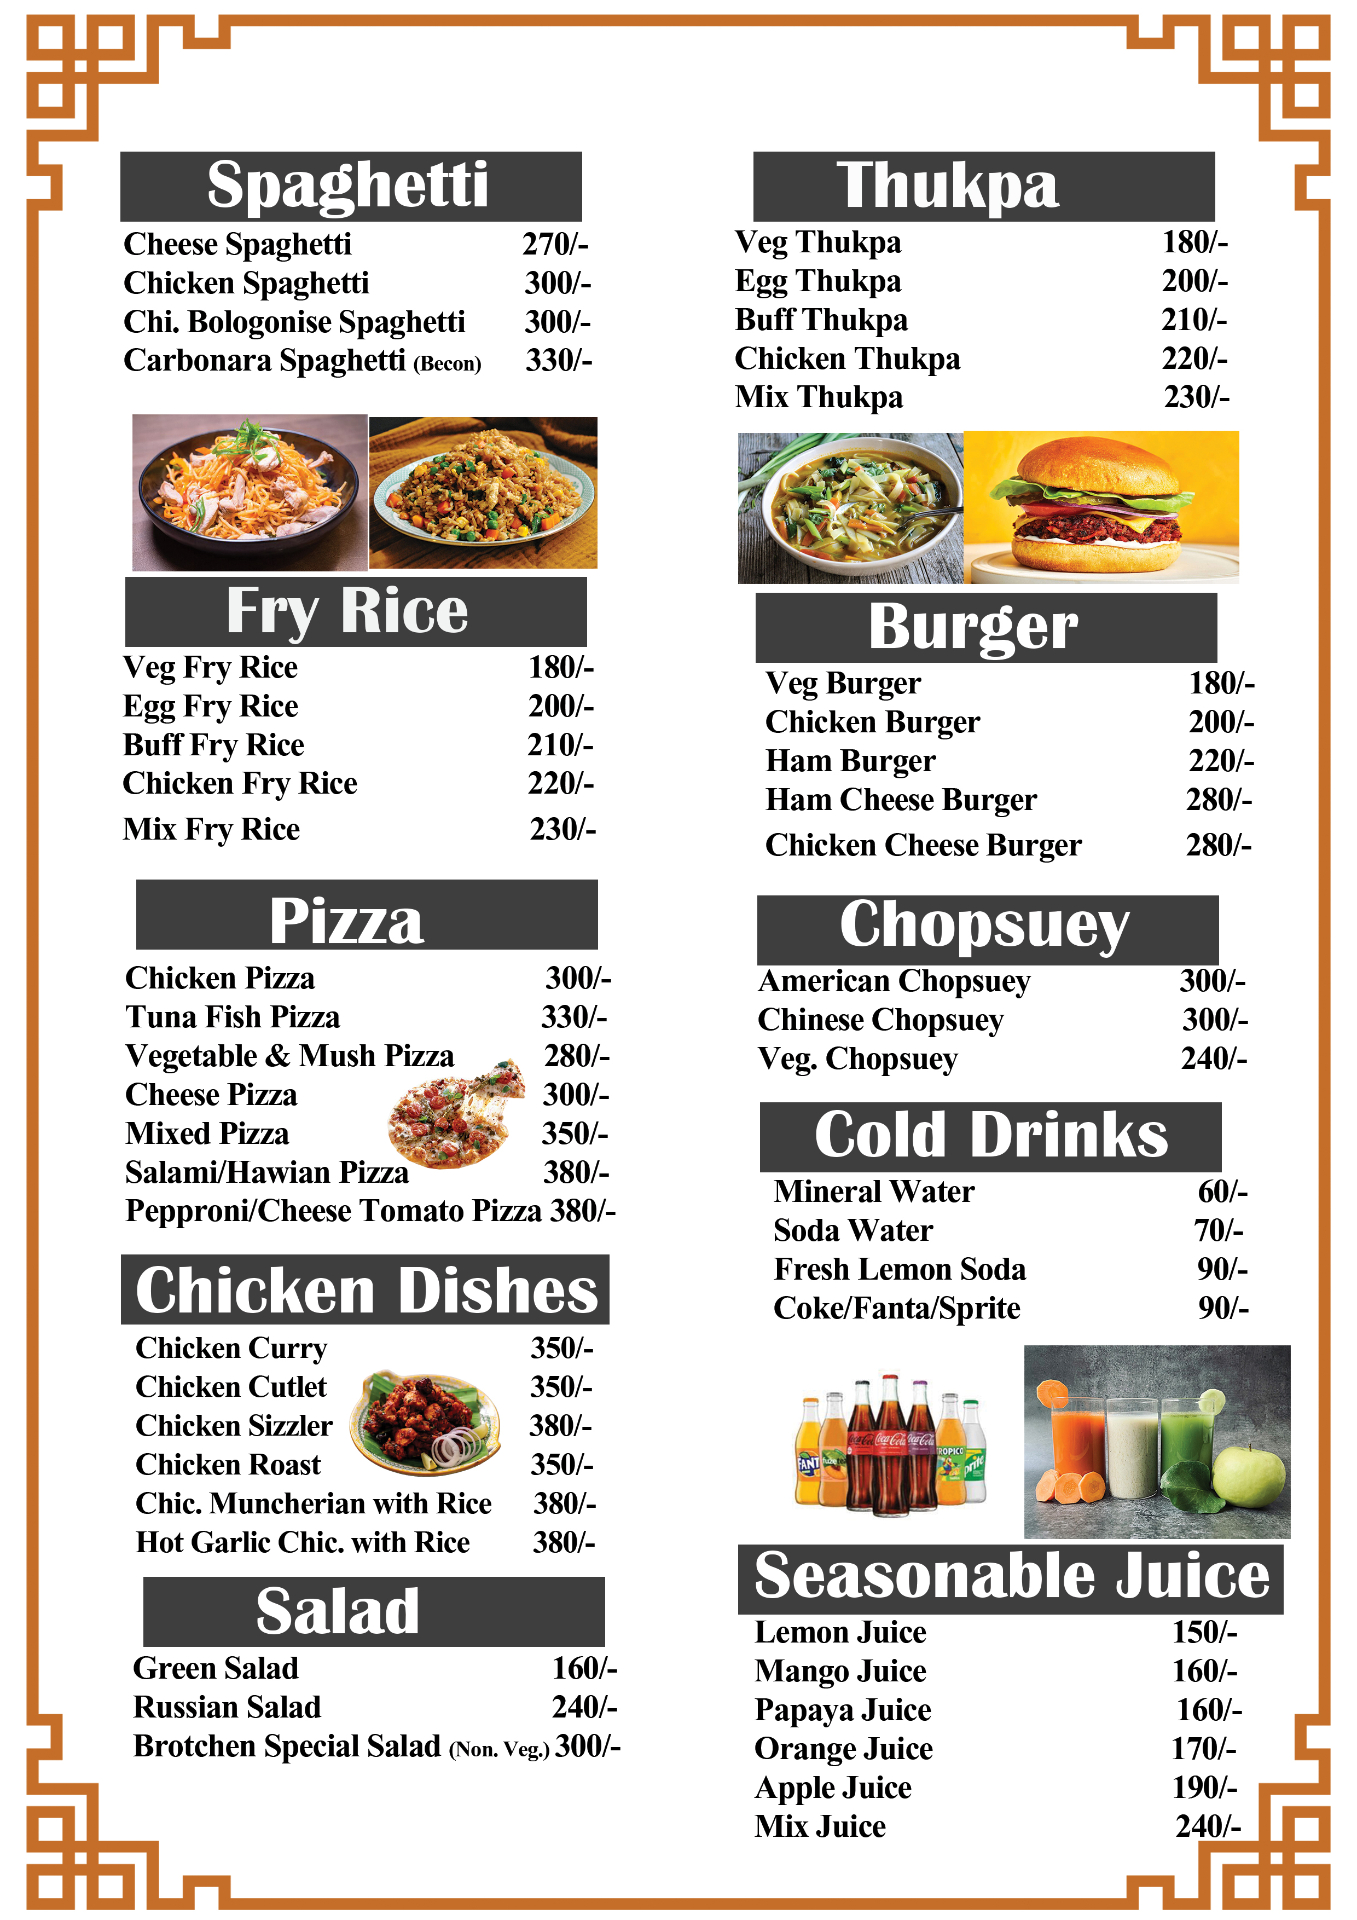 Spaghetti
Cheese Spaghetti 270/-
Chicken Spaghetti 300/-
Chi. Bologonise Spaghetti 300/-
Carbonara Spaghetti (Becon) 330/-
Fry Rice
Veg Fry Rice 180/-
Egg Fry Rice 200/-
Buff Fry Rice 210/-
Chicken Fry Rice 220/-
Mix Fry Rice 230/-
Pizza
Chicken Pizza 300/-
Tuna Fish Pizza 330/-
Vegetable & Mush Pizza 280/-
Cheese Pizza 300/-
Mixed Pizza 350/-
Salami/Hawian Pizza 380/-
Pepproni/Cheese Tomato Pizza 380/-
Chicken Dishes
Chicken Curry 350/-
Chicken Cutlet 350/-
Chicken Sizzler 380/-
Chicken Roast 350/-
Chic. Muncherian with Rice 380/-
Hot Garlic Chic. with Rice 380/-
Salad
Green Salad 160/-
Russian Salad 240/-
Brotchen Special Salad (Non. Veg.) 300/-
Thukpa
Veg Thukpa 180/-
Egg Thukpa 200/-
Buff Thukpa 210/-
Chicken Thukpa 220/-
Mix Thukpa 230/-
Burger
Veg Burger 180/-
Chicken Burger 200/-
Ham Burger 220/-
Ham Cheese Burger 280/-
Chicken Cheese Burger 280/-
Chopsuey
American Chopsuey 300/-
Chinese Chopsuey 300/-
Veg. Chopsuey 240/-
Cold Drinks
Mineral Water 60/-
Soda Water 70/-
Fresh Lemon Soda 90/-
Coke/Fanta/Sprite 90/-
Coca-Cola
Seasonable Juice
Lemon Juice 150/-
Mango Juice 160/-
Papaya Juice 160/-
Orange Juice 170/-
Apple Juice 190/-
Mix Juice 240/-